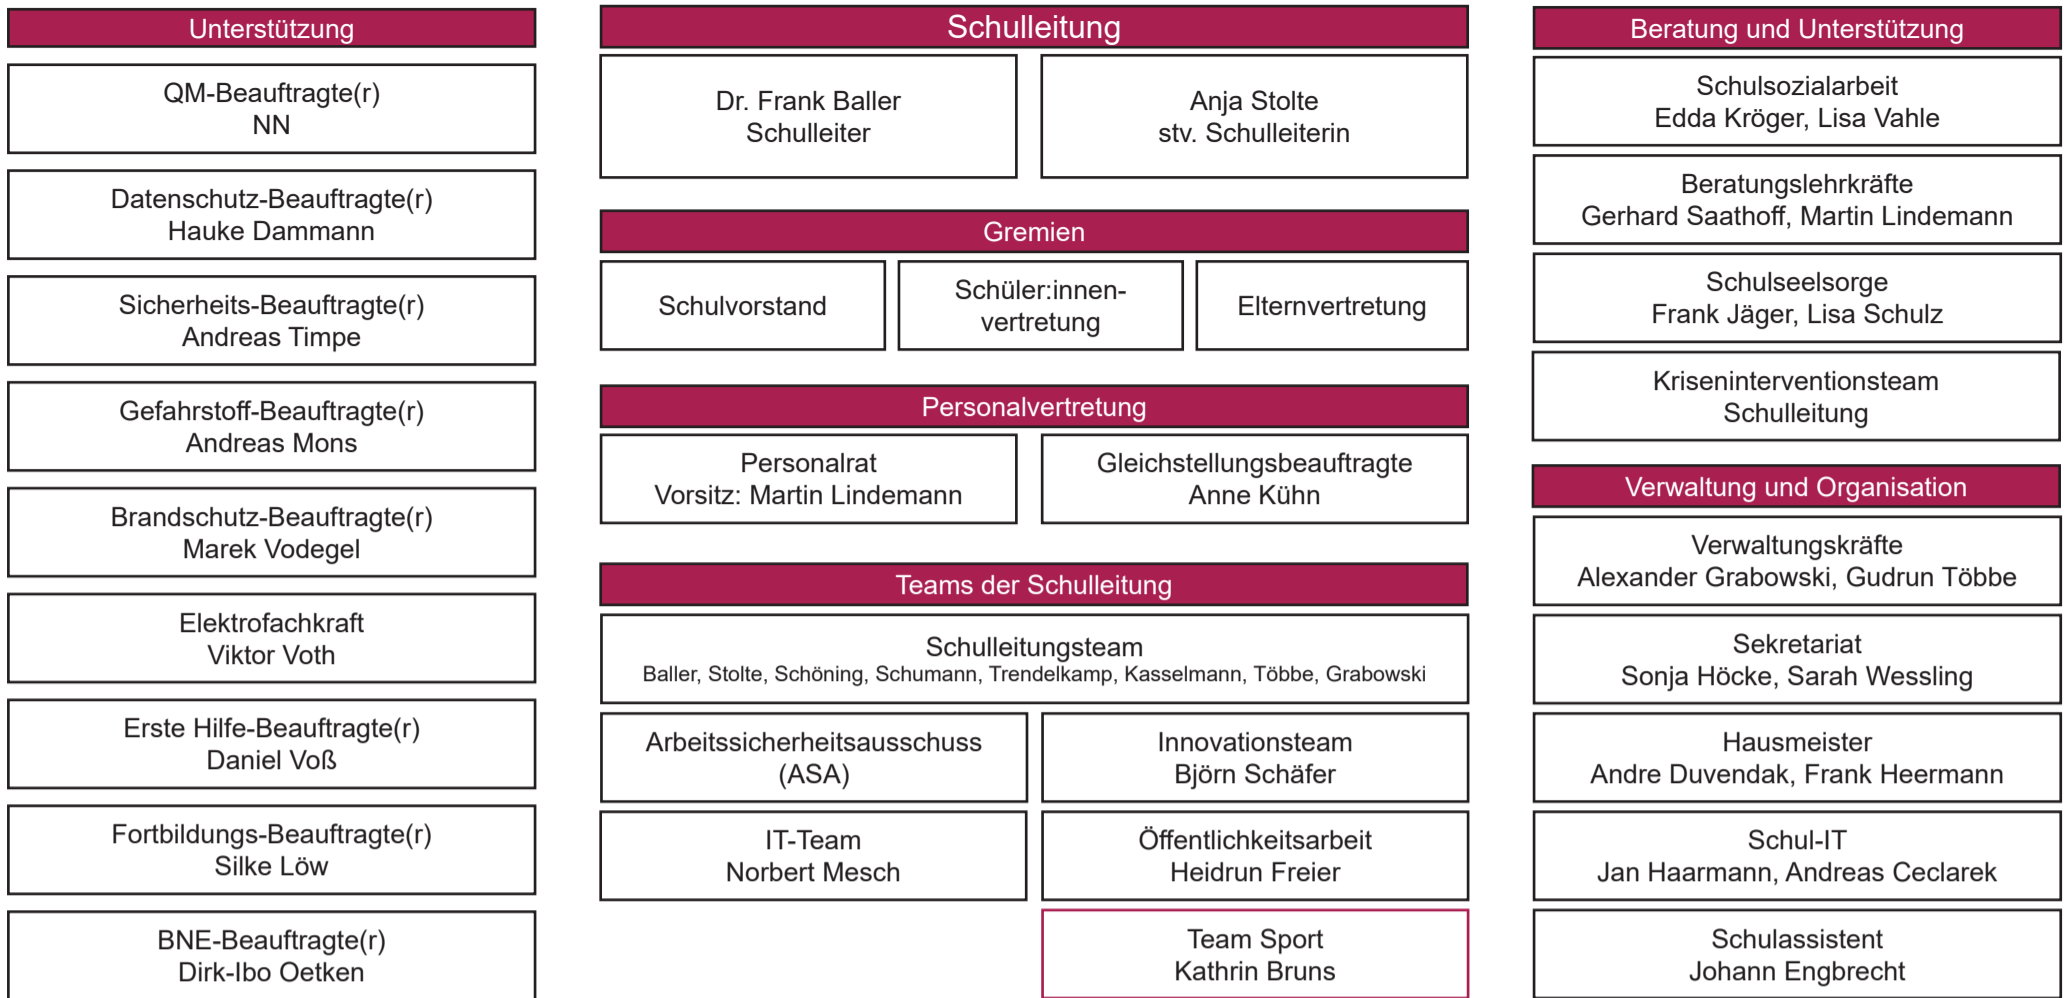 Unterstützung
QM-Beauftragte(r)
NN
Datenschutz-Beauftragte(r)
Hauke Dammann
Sicherheits-Beauftragte(r)
Andreas Timpe
Gefahrstoff-Beauftragte(r)
Andreas Mons
Brandschutz-Beauftragte(r)
Marek Vodegel
Elektrofachkraft
Viktor Voth
Erste Hilfe-Beauftragte(r)
Daniel Voß
Fortbildungs-Beauftragte(r)
Silke Löw
BNE-Beauftragte(r)
Dirk-Ibo Oetken
Schulleitung
Dr. Frank Baller
Schulleiter
Anja Stolte
stv. Schulleiterin
Gremien
Schulvorstand
Schüler:innen-
vertretung
Elternvertretung
Personalvertretung
Personalrat
Vorsitz: Martin Lindemann
Gleichstellungsbeauftragte
Anne Kühn
Teams der Schulleitung
Schulleitungsteam
Baller, Stolte, Schöning, Schumann, Trendelkamp, Kasselmann, Többe, Grabowski
Arbeitssicherheitsausschuss
(ASA)
Innovationsteam
Björn Schäfer
IT-Team
Norbert Mesch
Öffentlichkeitsarbeit
Heidrun Freier
Team Sport
Kathrin Bruns
Beratung und Unterstützung
Schulsozialarbeit
Edda Kröger, Lisa Vahle
Beratungslehrkräfte
Gerhard Saathoff, Martin Lindemann
Schulseelsorge
Frank Jäger, Lisa Schulz
Kriseninterventionsteam
Schulleitung
Verwaltung und Organisation
Verwaltungskräfte
Alexander Grabowski, Gudrun Többe
Sekretariat
Sonja Höcke, Sarah Wessling
Hausmeister
Andre Duvendak, Frank Heermann
Schul-IT
Jan Haarmann, Andreas Ceclarek
Schulassistent
Johann Engbrecht